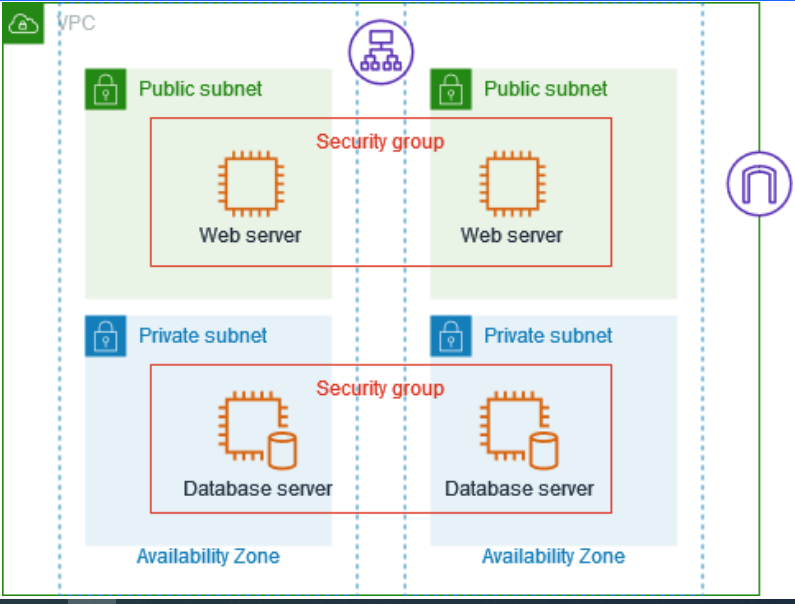 VPC
Public subnet
Public subnet
Security group
Web server
Web server
Private subnet
Private subnet
Security group
Database server
Database server
Availability Zone
Availability Zone